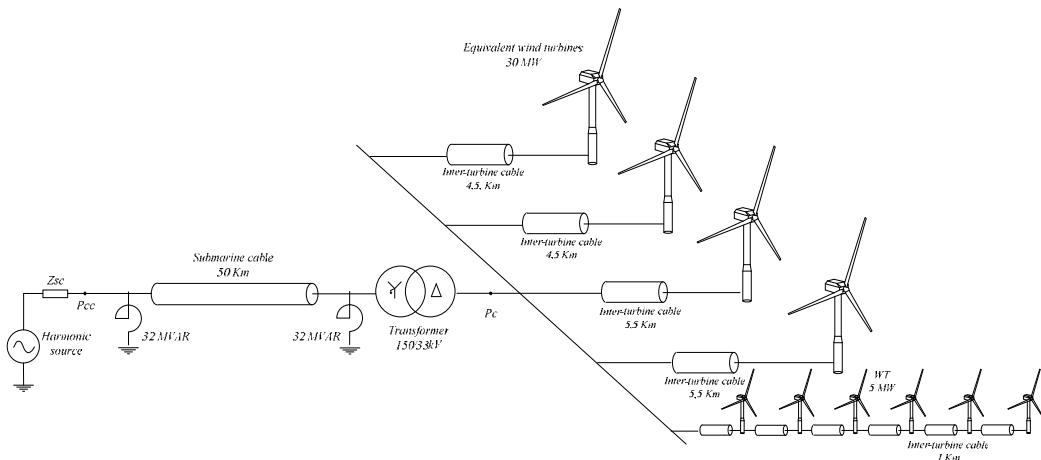 Equivalent wind turbines
30 MW
Inter-turbine cable
4,5, Km
Inter-turbine cable
4,5 Km
Submarine cable
50 Km
Zsc
Pcc
Harmonic
source
32 MVAR
32 MVAR
Transformer
150/33kV
Pc
Inter-turbine cable
5,5 Km
Inter-turbine cable
5,5 Km
WT
5 MW
Inter-turbine cable
1 Km